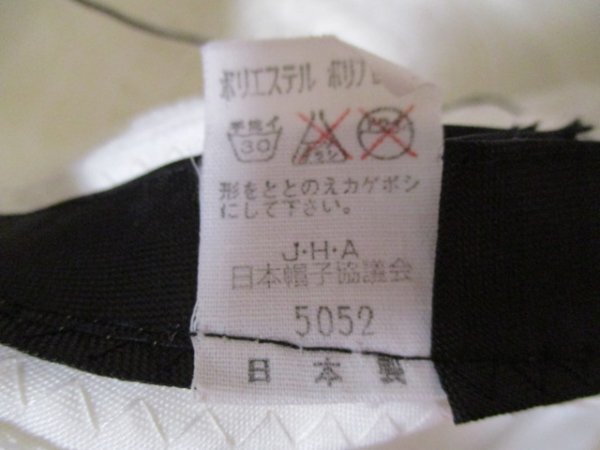 ポリエステル ポリノ
手洗イ
30
形をととのえカゲボシ
にして下さい。
J・H・A
日本帽子協議会
5052
日本製